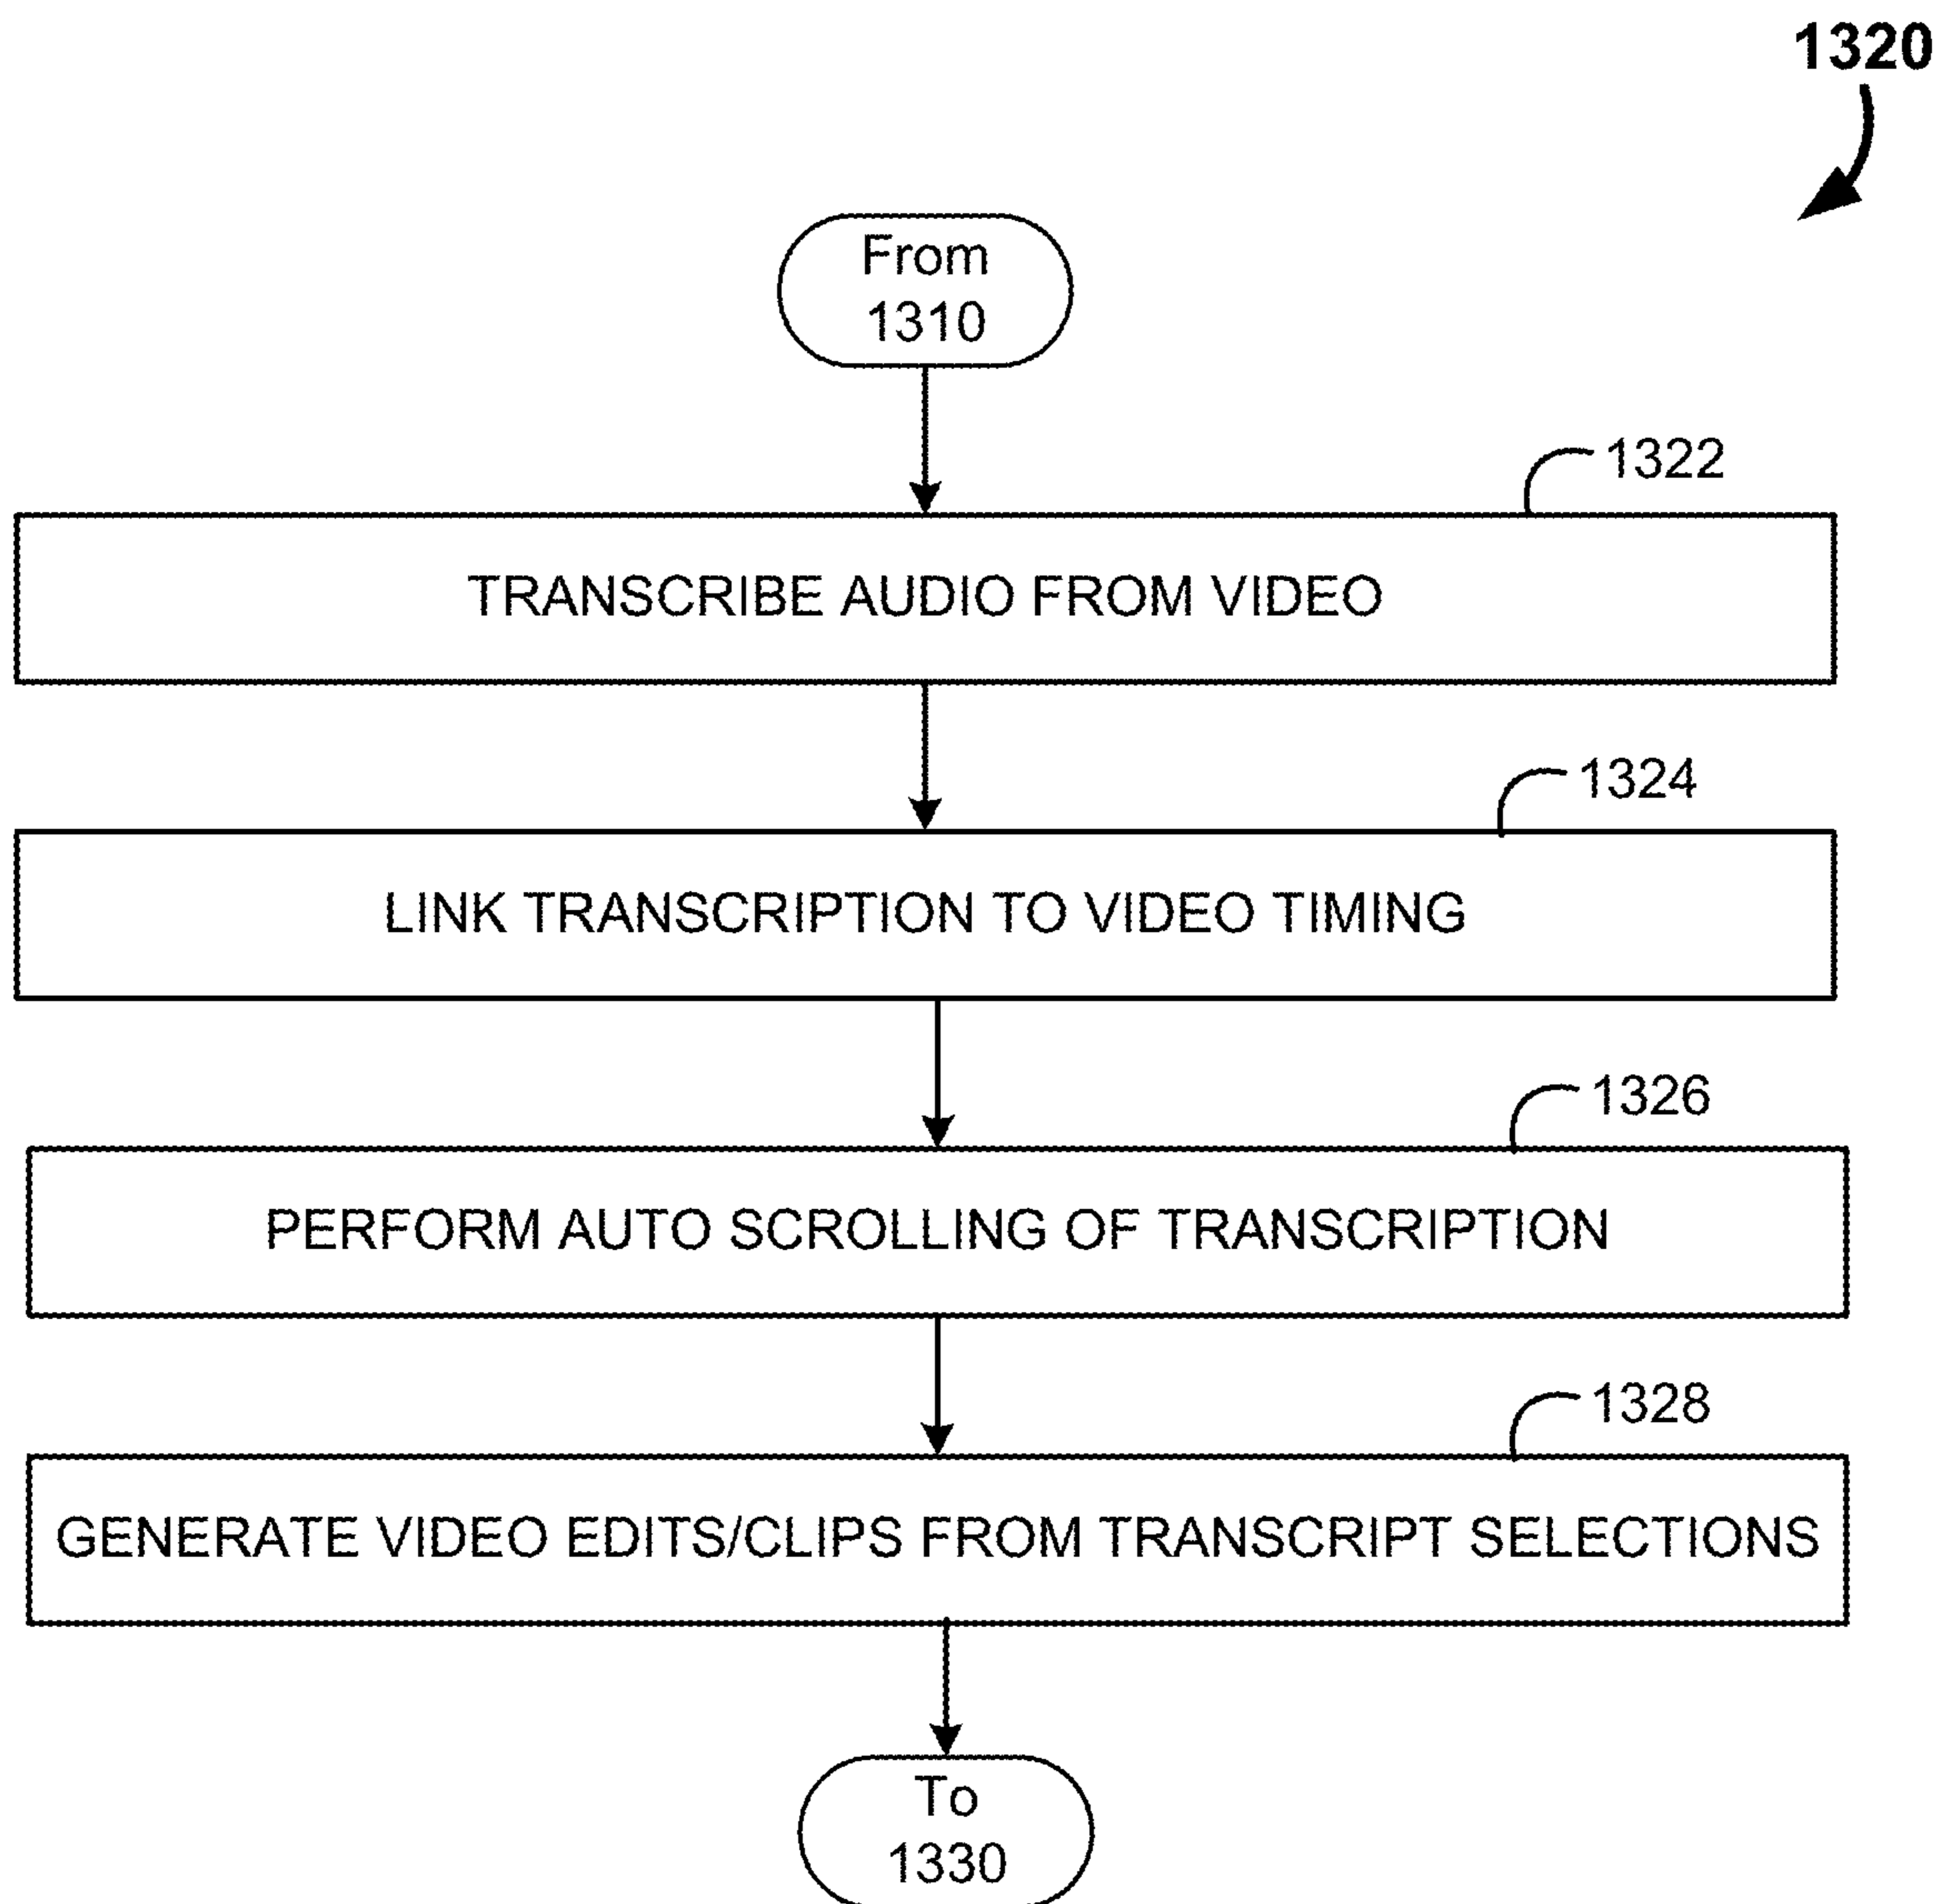 1320
From
1310
1322
TRANSCRIBE AUDIO FROM VIDEO
1324
LINK TRANSCRIPTION TO VIDEO TIMING
1326
PERFORM AUTO SCROLLING OF TRANSCRIPTION
1328
GENERATE VIDEO EDITS/CLIPS FROM TRANSCRIPT SELECTIONS
To
1330